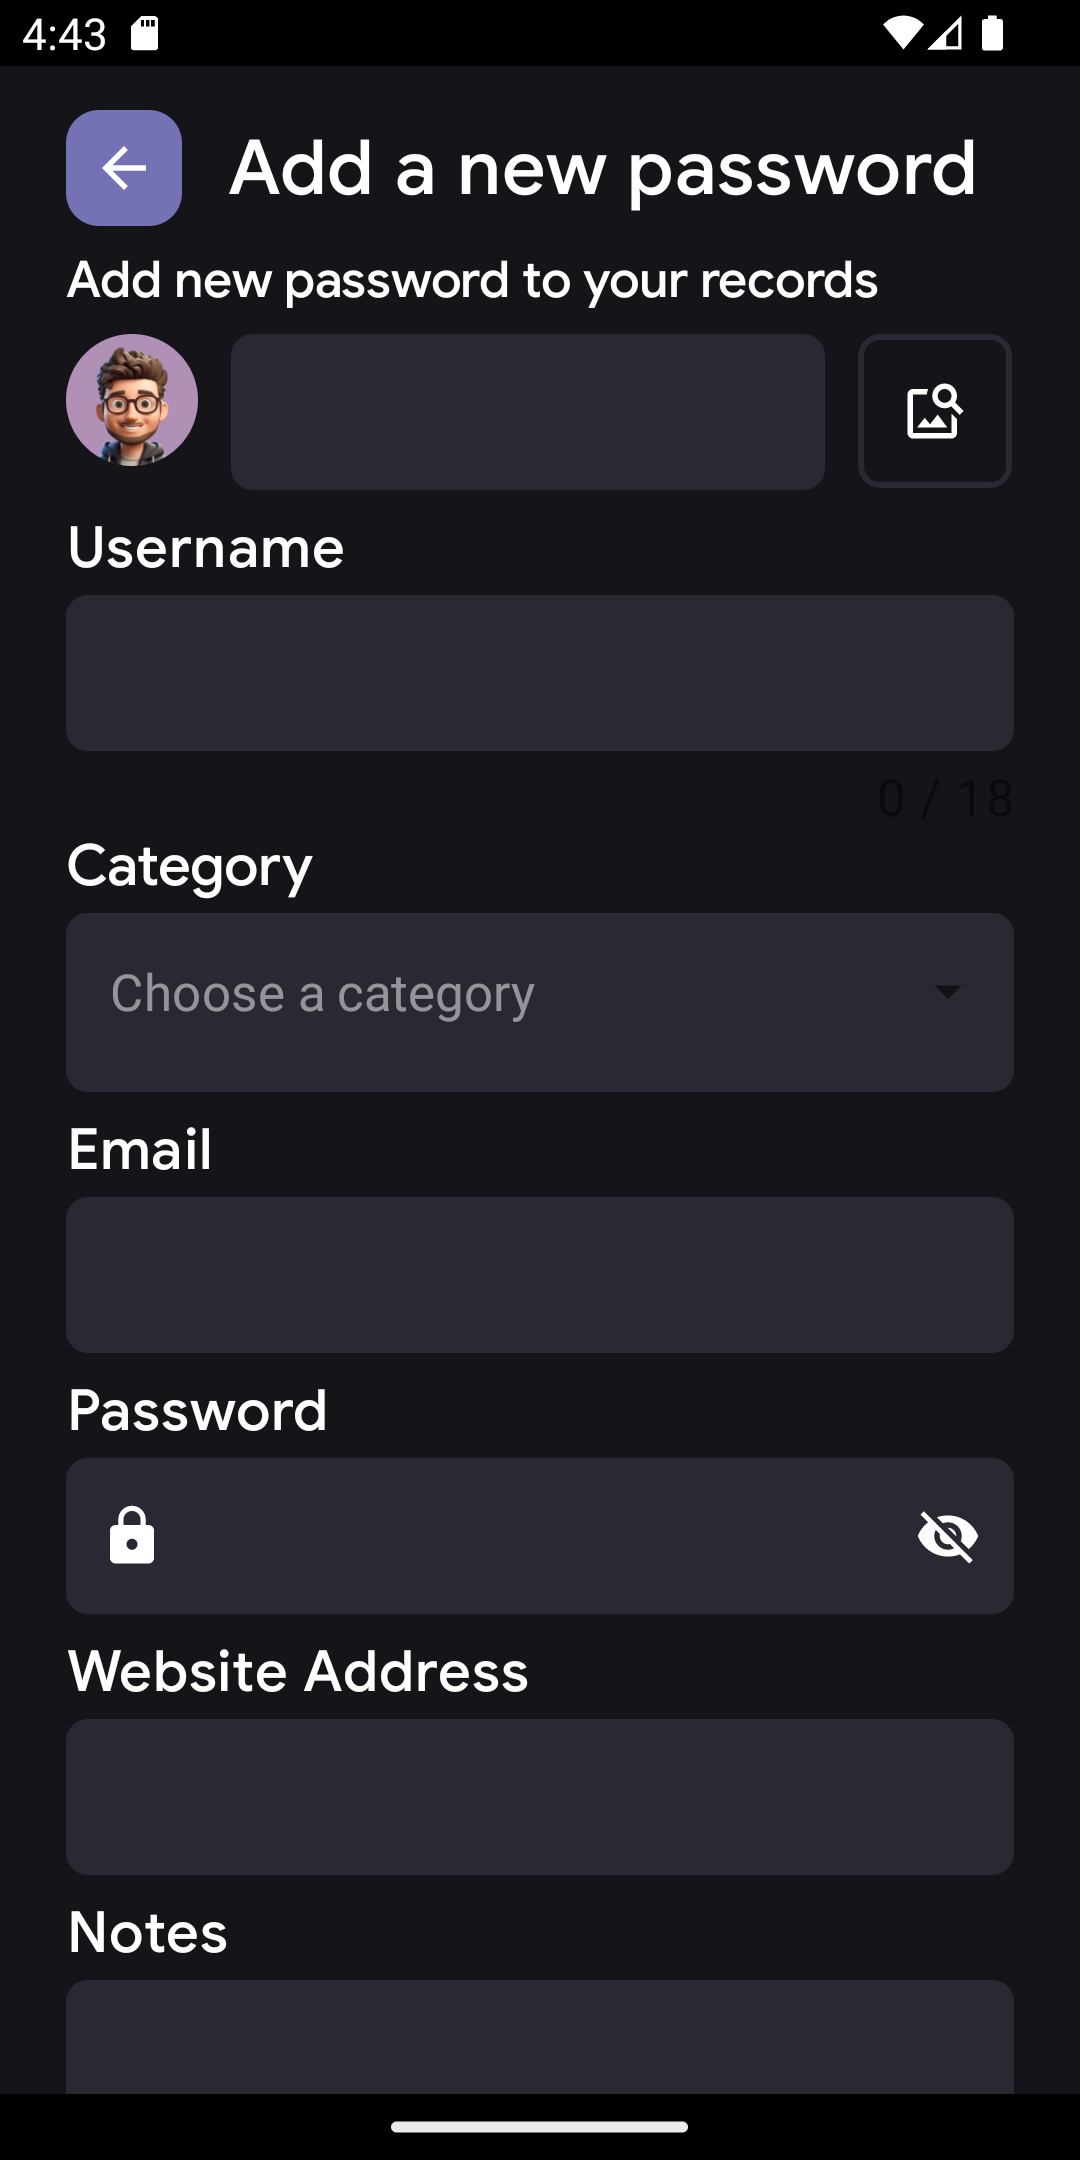 4:43
Add a new password
Add new password to your records
Username
0 / 18
Category
Choose a category
Email
Password
Website Address
Notes